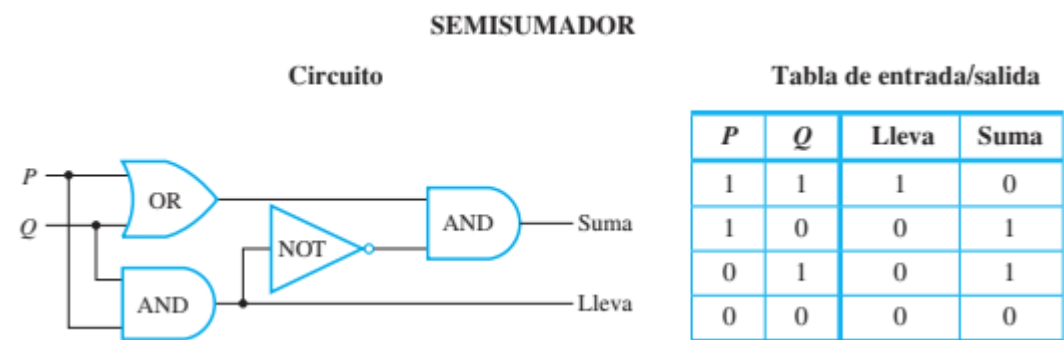 SEMISUMADOR
Circuito
P
Q
OR
AND
NOT
AND
Suma
Lleva
Tabla de entrada/salida
P Q Lleva Suma
1 1 1 0
1 0 0 1
0 1 0 1
0 0 0 0